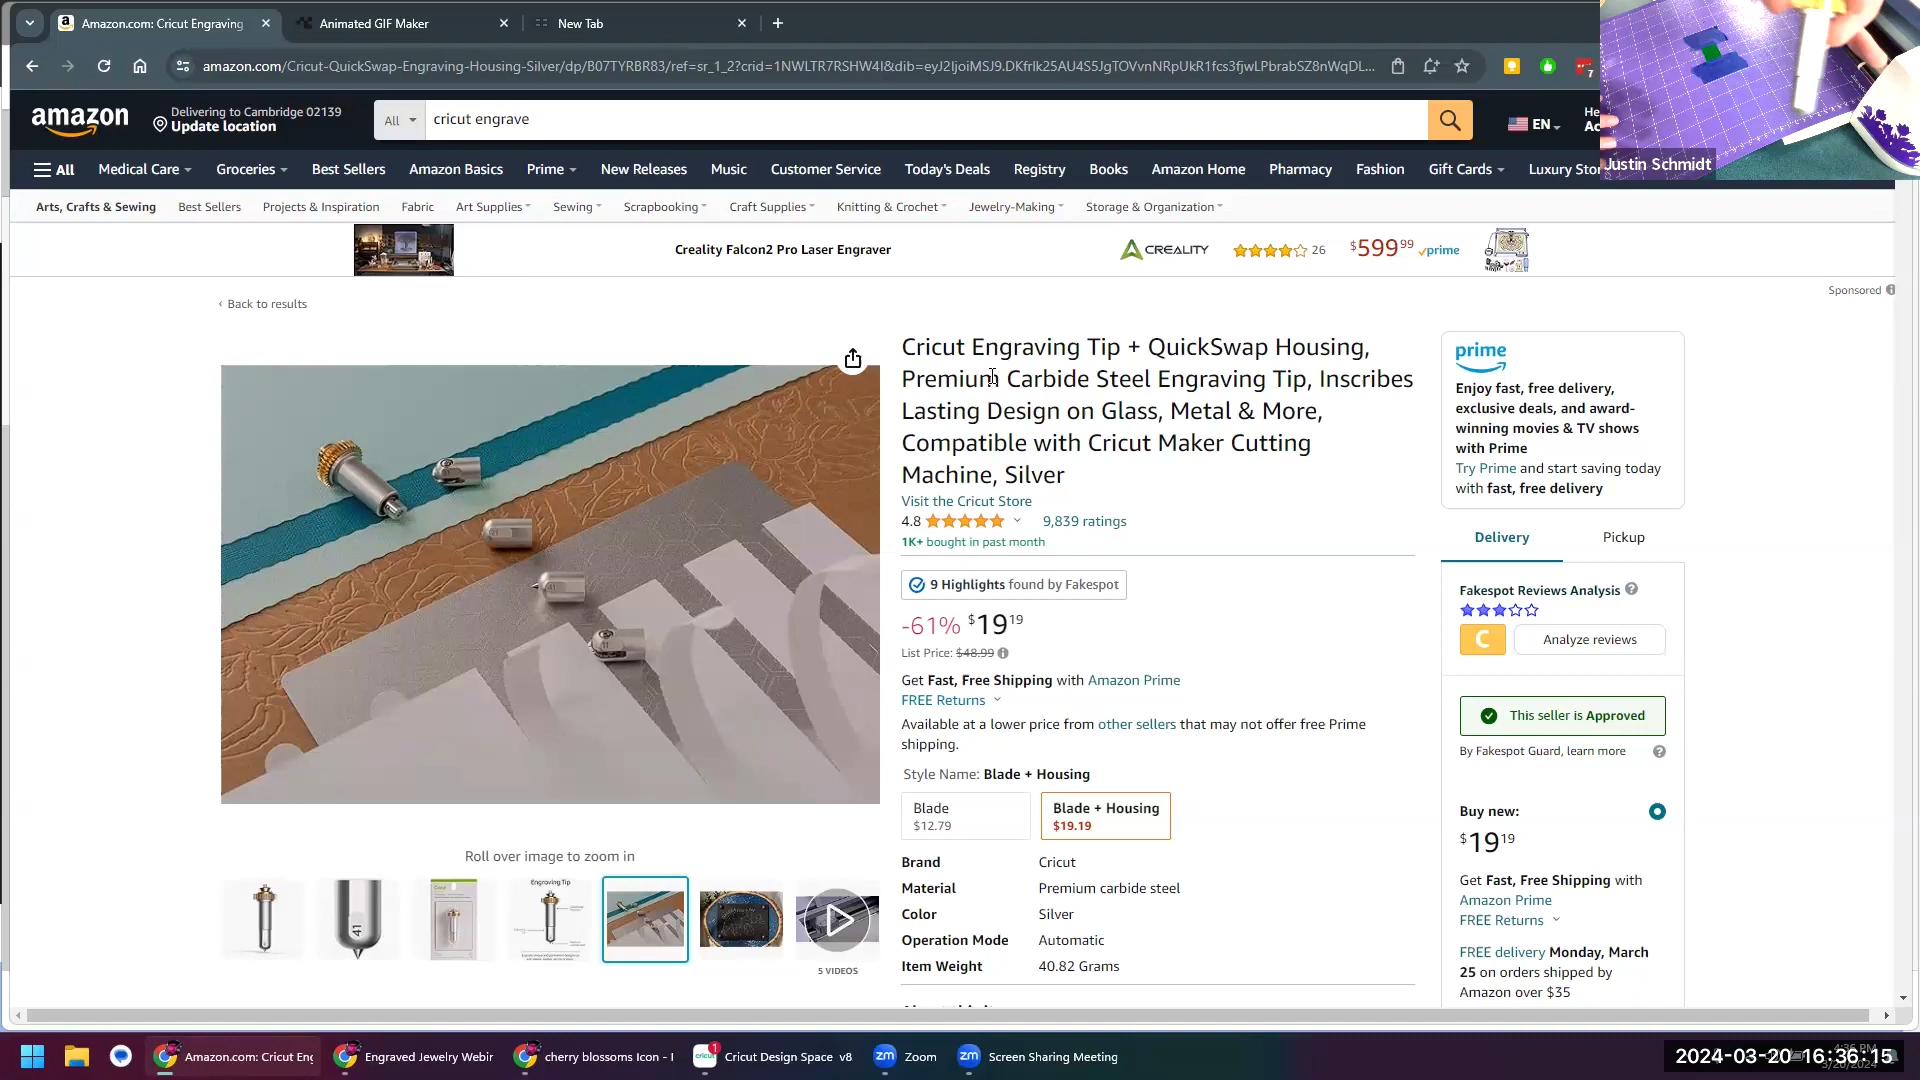 Amazon.com: Cricut Engraving
Animated GIF Maker
New Tab
amazon.com/Cricut-QuickSwap-Engraving-Housing-Silver/dp/B07TYRBR83/ref=sr_1_2?crid=1NWLTR7RSHW4I&dib=eyJ2IjoiMSJ9.DKfrlk25AU4S5JgTOVvnNRpUkR1fcs3fjwLPbrabSZ8nWqDL...
7
amazon
Delivering to Cambridge 02139
Update location
All
cricut engrave
EN
He
Ac
Justin Schmidt
All
Medical Care
Groceries
Best Sellers
Amazon Basics
Prime
New Releases
Music
Customer Service
Today's Deals
Registry
Books
Amazon Home
Pharmacy
Fashion
Gift Cards
Luxury Stor
Arts, Crafts & Sewing
Best Sellers
Projects & Inspiration
Fabric
Art Supplies
Sewing
Scrapbooking
Craft Supplies
Knitting & Crochet
Jewelry-Making
Storage & Organization
Creality Falcon2 Pro Laser Engraver
CREALITY
26
$599 99
prime
Sponsored
‹ Back to results
Cricut Engraving Tip + QuickSwap Housing,
Premium Carbide Steel Engraving Tip, Inscribes
Lasting Design on Glass, Metal & More,
Compatible with Cricut Maker Cutting
Machine, Silver
Visit the Cricut Store
4.8
9,839 ratings
1K+ bought in past month
9 Highlights found by Fakespot
-61% $19 19
List Price: $48.99
Get Fast, Free Shipping with Amazon Prime
FREE Returns
Available at a lower price from other sellers that may not offer free Prime
shipping.
Style Name: Blade + Housing
Blade
$12.79
Blade + Housing
$19.19
Brand Cricut
Material Premium carbide steel
Color Silver
Operation Mode Automatic
Item Weight 40.82 Grams
Roll over image to zoom in
Engraving Tip
41
5 VIDEOS
prime
Enjoy fast, free delivery,
exclusive deals, and award-
winning movies & TV shows
with Prime
Try Prime and start saving today
with fast, free delivery
Delivery
Pickup
Fakespot Reviews Analysis
C
Analyze reviews
This seller is Approved
By Fakespot Guard, learn more
Buy new:
$19 19
Get Fast, Free Shipping with
Amazon Prime
FREE Returns
FREE delivery Monday, March
25 on orders shipped by
Amazon over $35
Amazon.com: Cricut Eng
Engraved Jewelry Webir
cherry blossoms Icon - I
cricut
1
Cricut Design Space v8
zm
Zoom
zm
Screen Sharing Meeting
2024-03-20 16:36:15